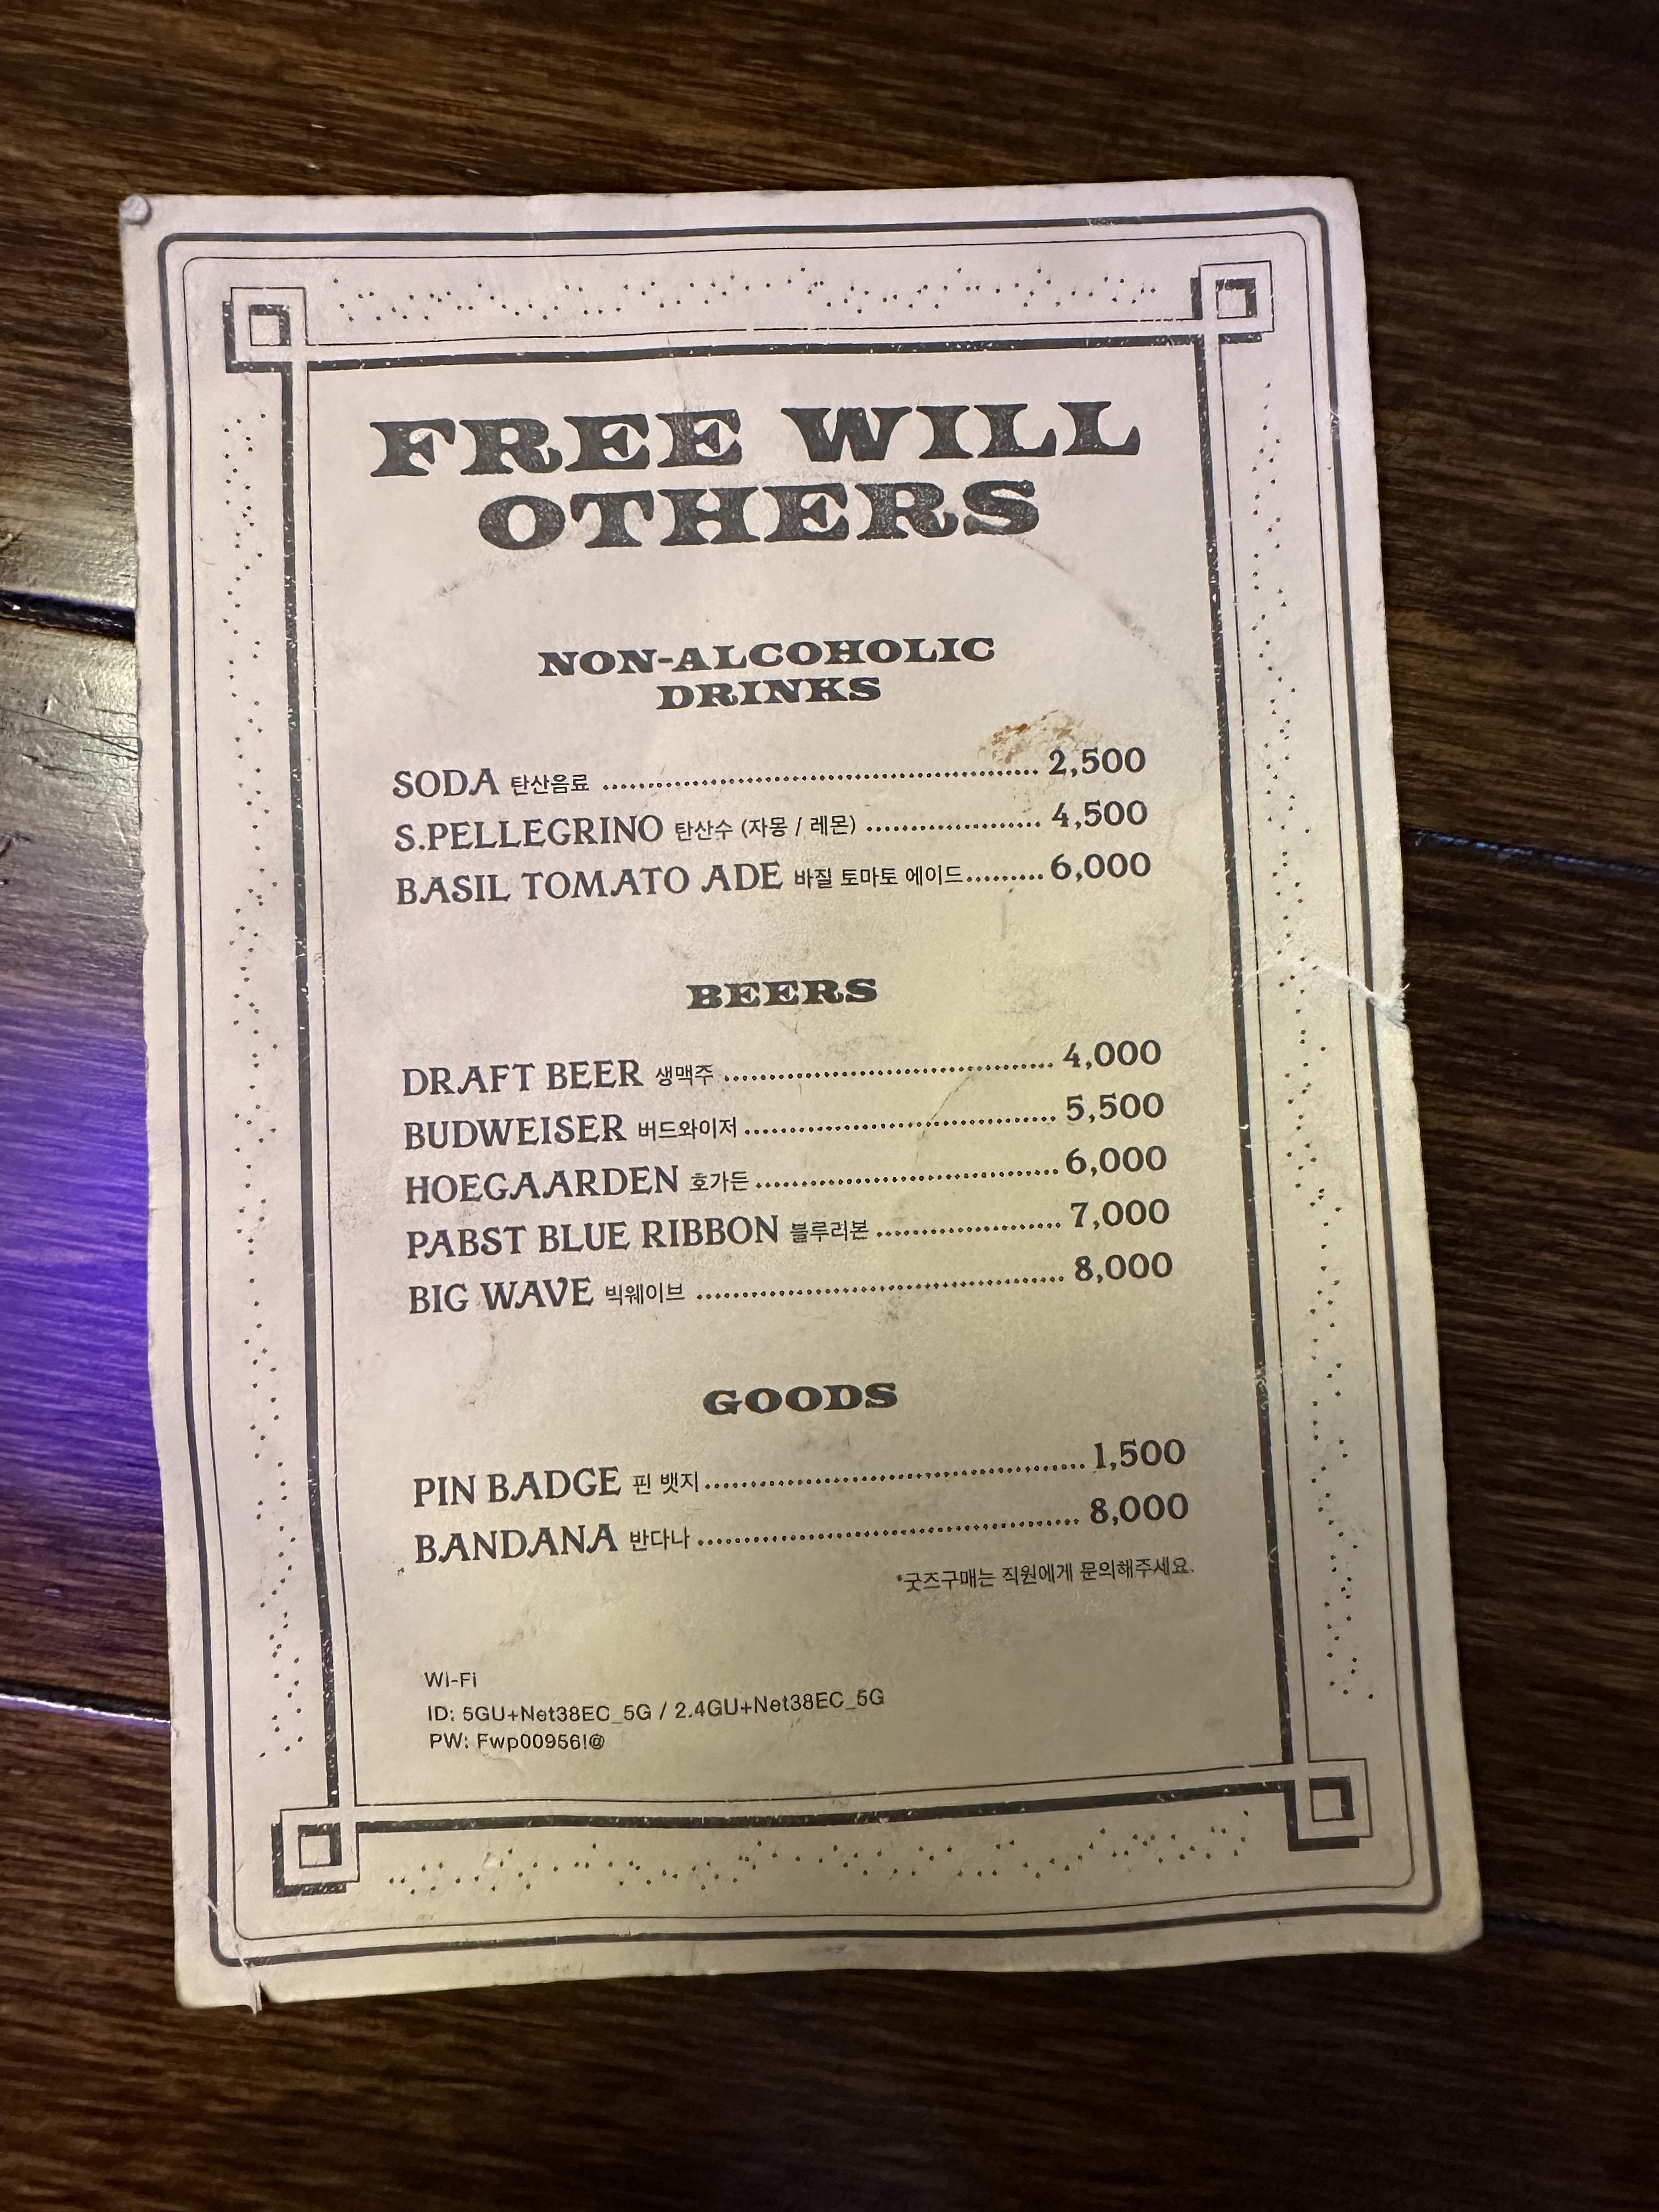 FREE WILL
OTHERS
NON-ALCOHOLIC
DRINKS
SODA 탄산음료 2,500
S.PELLEGRINO 탄산수 (자몽 / 레몬) 4,500
BASIL TOMATO ADE 바질 토마토 에이드 6,000
BEERS
DRAFT BEER 생맥주 4,000
BUDWEISER 버드와이저 5,500
HOEGAARDEN 호가든 6,000
PABST BLUE RIBBON 블루리본 7,000
BIG WAVE 빅웨이브 8,000
GOODS
PIN BADGE 핀 뱃지 1,500
BANDANA 반다나 8,000
*굿즈구매는 직원에게 문의해주세요.
Wi-Fi
ID: 5GU+Net38EC_5G / 2.4GU+Net38EC_5G
PW: Fwp00956!@